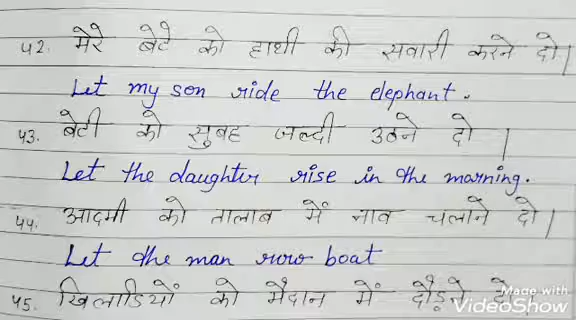 42. मेरे बेटे को हाथी की सवारी करने दो।
Let my son ride the elephant.
43. बेटी को सुबह जल्दी उठने दो।
Let the daughter rise in the morning.
44. आदमी को तालाब में नाव चलाने दो।
Let the man row boat
45. खिलाडियों को मैदान में दौड़ने दो।
Made with
VideoShow